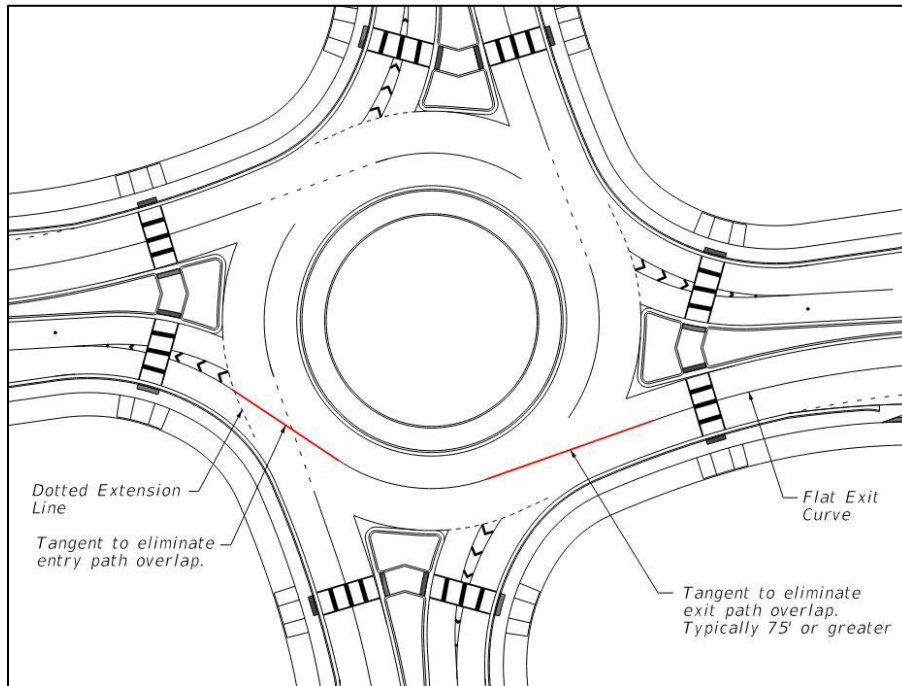 Dotted Extension
Line
Tangent to eliminate
entry path overlap.
Flat Exit
Curve
Tangent to eliminate
exit path overlap.
Typically 75' or greater